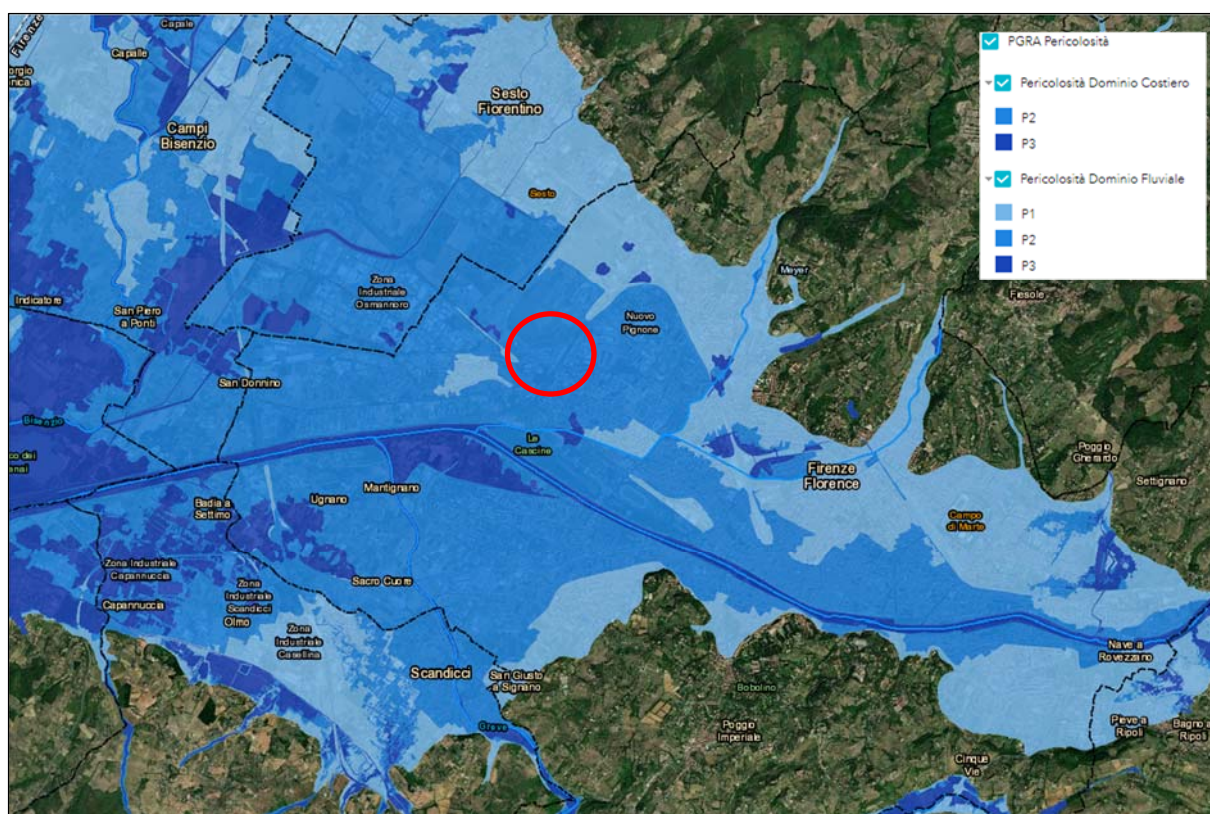 Firenze
Capalle
Capalle
Sesto
Fiorentino
Campi
Bisenzio
Sesto
Zona
Industriale
Osmannoro
Indicatore
San Piero
a Ponti
San Donnino
Bisenzio
Nuovo
Pignone
Meyer
Fiesole
Le
Cascine
Firenze
Florence
Poggio
Gherardo
Settignano
Campo
di Marte
Mantignano
Ugnano
Badia a
Settimo
Zona Industriale
Capannuccia
Capannuccia
Zona
Industriale
Scandicci
Olmo
Sacro Cuore
Zona
Industriale
Casellina
Scandicci
San Giusto
a Signano
Greve
Bobolino
Poggio
Imperiale
Nave a
Rovezzano
Pieve a
Ripoli
Bagno a
Ripoli
Cinque
Vie
PGRA Pericolosità
Pericolosità Dominio Costiero
P2
P3
Pericolosità Dominio Fluviale
P1
P2
P3